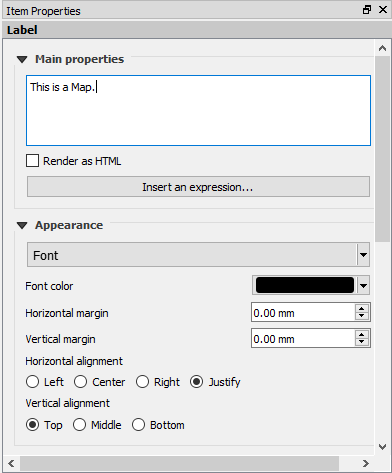 Item Properties
Label
Main properties
This is a Map.
Render as HTML
Insert an expression...
Appearance
Font
Font color
Horizontal margin 0.00 mm
Vertical margin 0.00 mm
Horizontal alignment
Left Center Right Justify
Vertical alignment
Top Middle Bottom